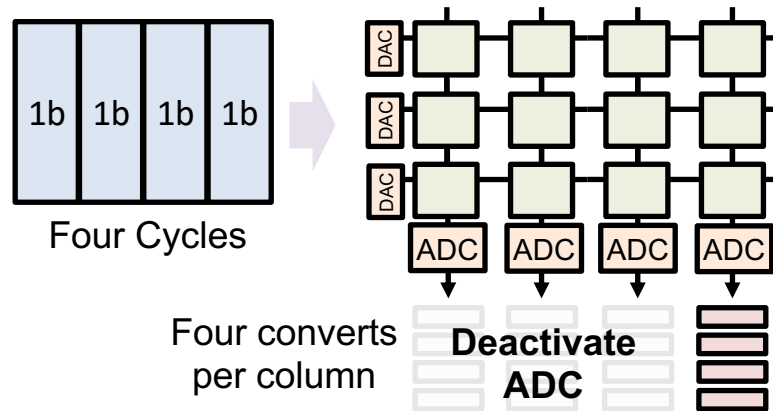 1b 1b 1b 1b
Four Cycles
DAC
DAC
DAC
ADC ADC ADC ADC
Four converts
per column
Deactivate
ADC